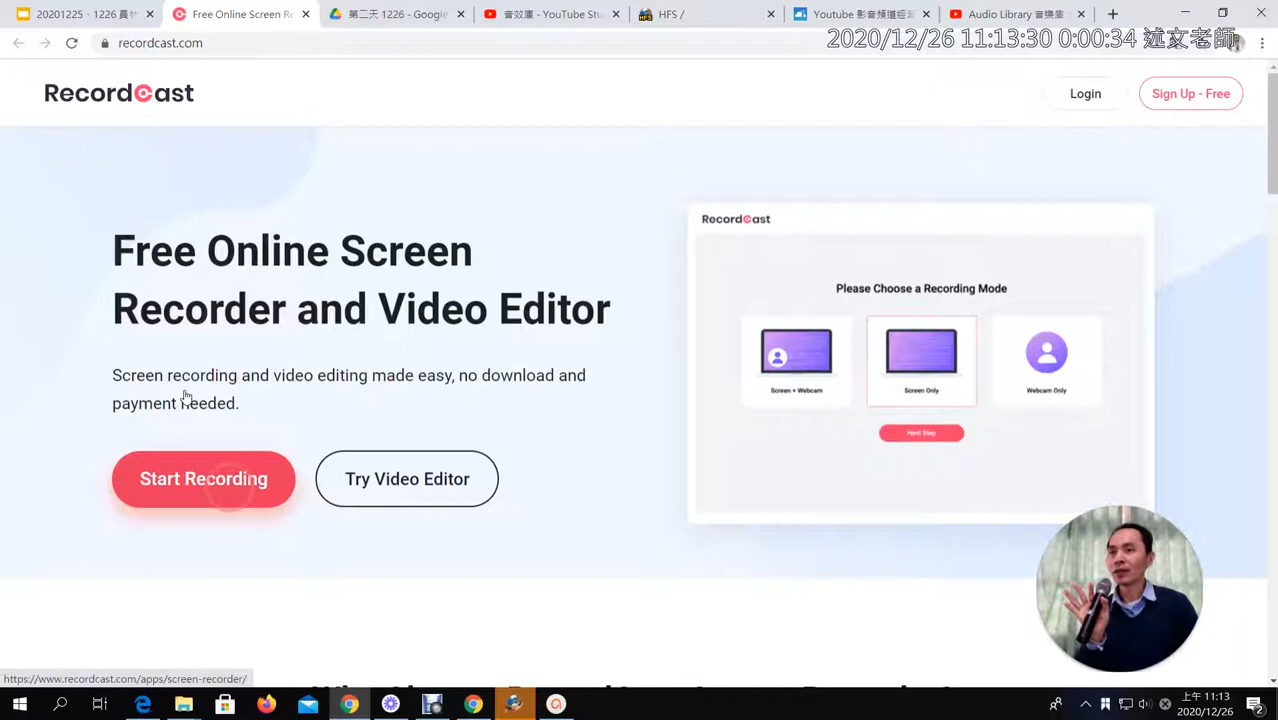 20201225 - 1226 員林
Free Online Screen Re
第二天 1226 - Google
音效庫 - YouTube Stu
HFS /
Youtube 影音頻道經營
Audio Library 音樂庫
recordcast.com
2020/12/26 11:13:30 0:00:34 述文老師
RecordCast
Login
Sign Up - Free
Free Online Screen
Recorder and Video Editor
Screen recording and video editing made easy, no download and
payment needed.
Start Recording
Try Video Editor
RecordCast
Please Choose a Recording Mode
Screen + Webcam
Screen Only
Webcam Only
Next Step
https://www.recordcast.com/apps/screen-recorder/
上午 11:13
2020/12/26
2